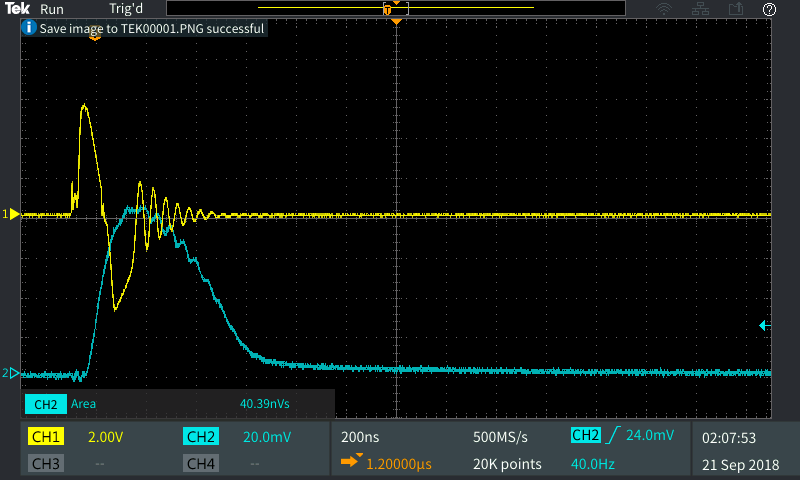 Tek Run Trig'd
T ?
i Save image to TEK00001.PNG successful
1
2
CH2 Area 40.39nVs
CH1 2.00V CH2 20.0mV 200ns 500MS/s CH2 24.0mV 02:07:53
CH3 -- CH4 -- 1.20000µs 20K points 40.0Hz 21 Sep 2018